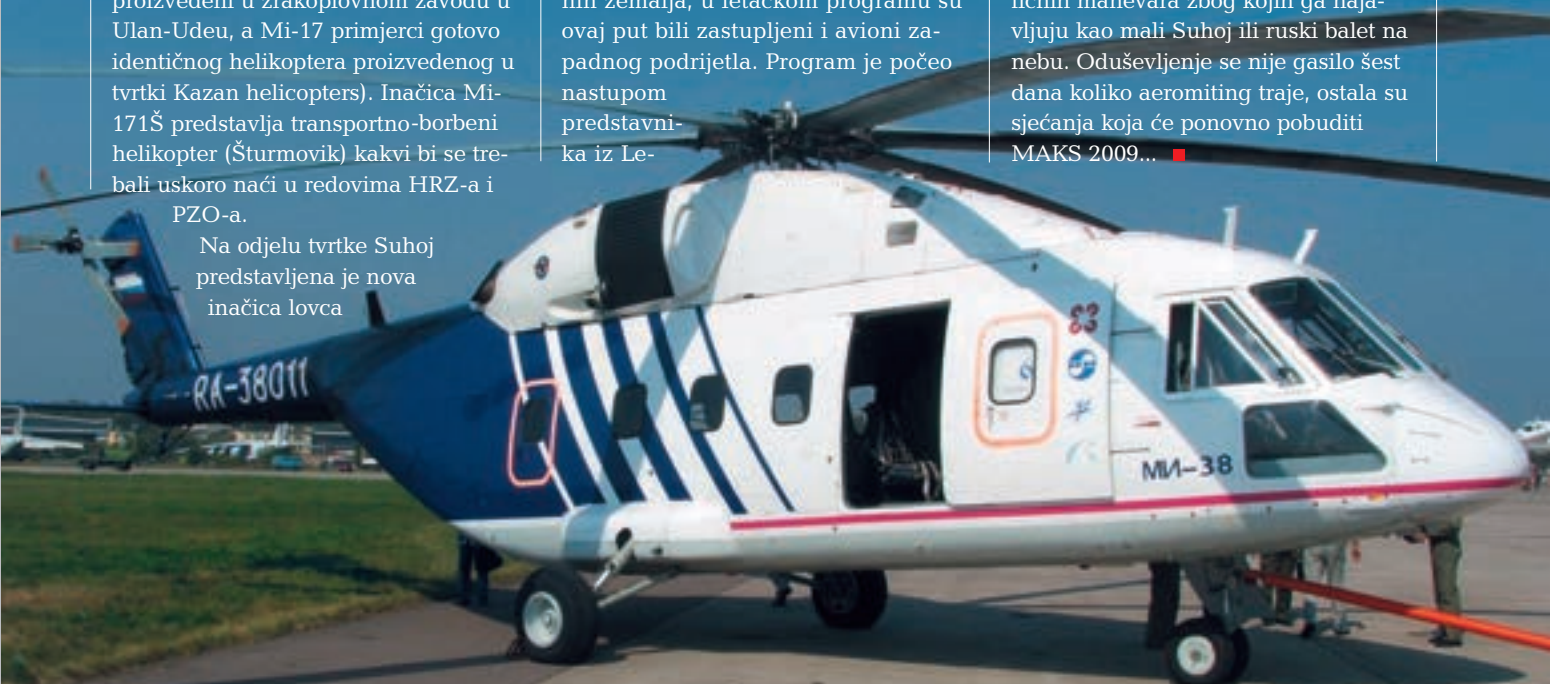 proizvedeni u zrakoplovnom zavodu u
Ulan-Udeu, a Mi-17 primjerci gotovo
identičnog helikoptera proizvedenog u
tvrtki Kazan helicopters). Inačica Mi-
171Š predstavlja transportno-borbeni
helikopter (Šturmovik) kakvi bi se tre-
bali uskoro naći u redovima HRZ-a i
PZO-a.
Na odjelu tvrtke Suhoj
predstavljena je nova
inačica lovca
zemalja, u letačkom programu su
ovaj put bili zastupljeni i avioni za-
padnog podrijetla. Program je počeo
nastupom
predstavni-
ka iz Le-
manevara zbog kojih ga naja-
vljuju kao mali Suhoj ili ruski balet na
nebu. Oduševljenje se nije gasilo šest
dana koliko aeromiting traje, ostala su
sjećanja koja će ponovno pobuditi
MAKS 2009...
RA-38011
МИ-38